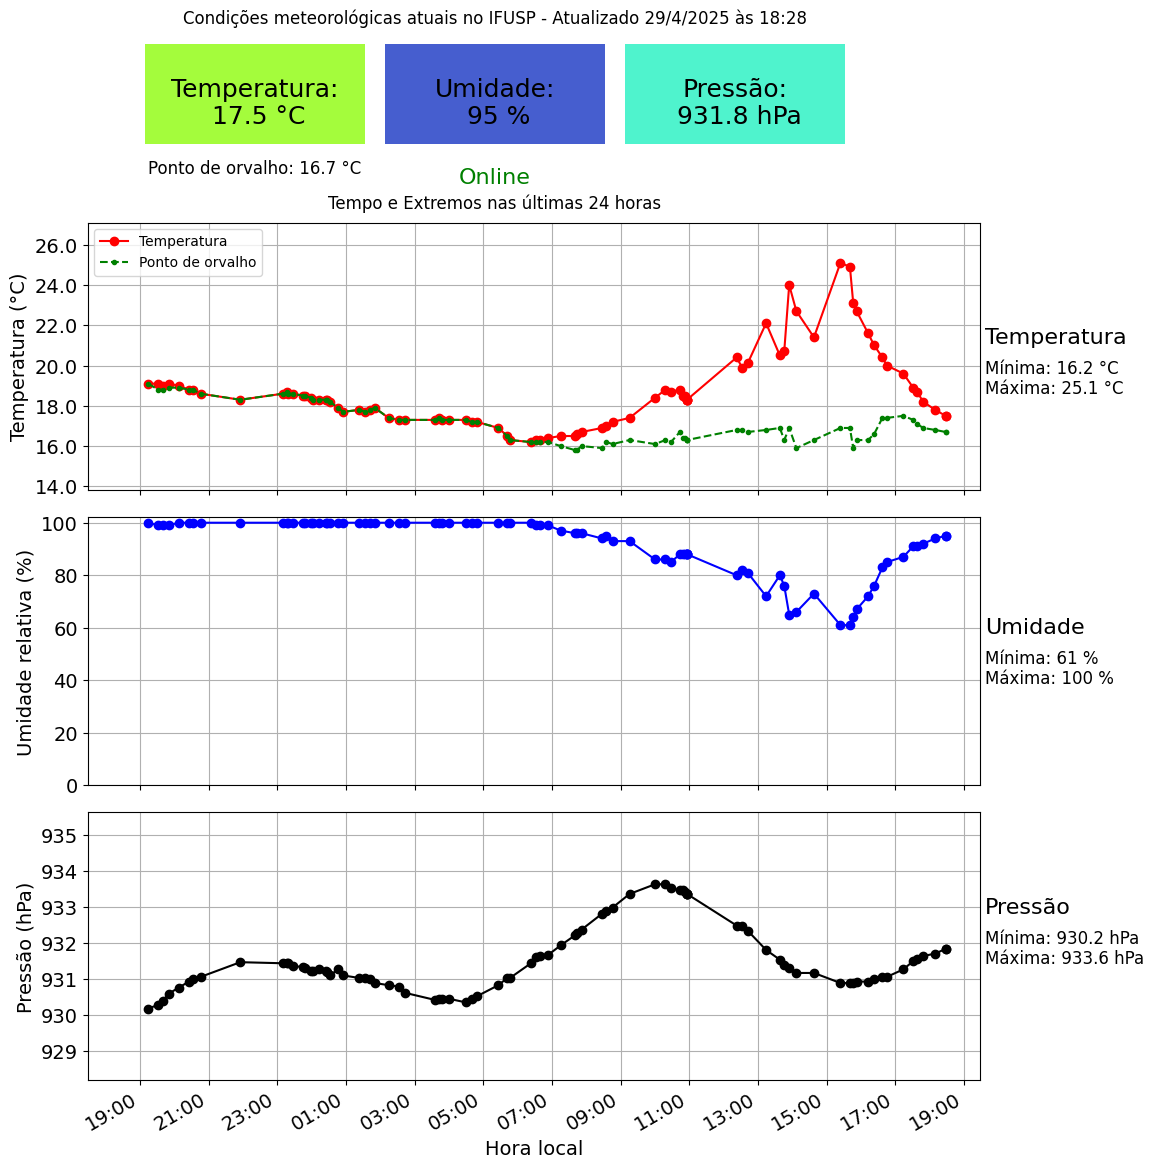 Condições meteorológicas atuais no IFUSP - Atualizado 29/4/2025 às 18:28
Temperatura:
17.5 °C
Umidade:
95 %
Pressão:
931.8 hPa
Ponto de orvalho: 16.7 °C
Online
Tempo e Extremos nas últimas 24 horas
Temperatura
Ponto de orvalho
Temperatura (°C)
26.0
24.0
22.0
20.0
18.0
16.0
14.0
Temperatura
Mínima: 16.2 °C
Máxima: 25.1 °C
Umidade relativa (%)
100
80
60
40
20
0
Umidade
Mínima: 61 %
Máxima: 100 %
Pressão (hPa)
935
934
933
932
931
930
929
Pressão
Mínima: 930.2 hPa
Máxima: 933.6 hPa
19:00 21:00 23:00 01:00 03:00 05:00 07:00 09:00 11:00 13:00 15:00 17:00 19:00
Hora local